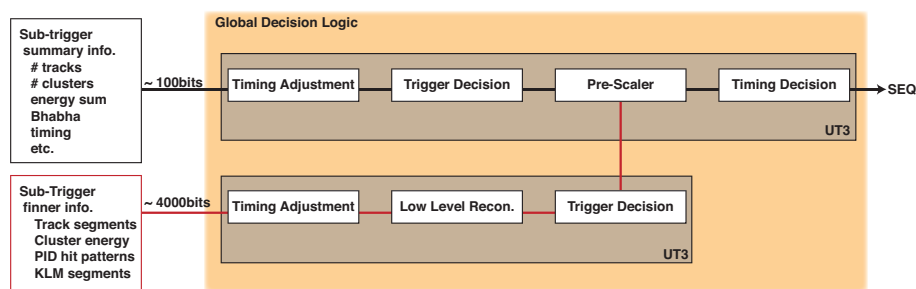 Global Decision Logic
Sub-trigger
summary info.
# tracks
# clusters
energy sum
Bhabha
timing
etc.
~ 100bits
Timing Adjustment
Trigger Decision
Pre-Scaler
Timing Decision
SEQ
UT3
Sub-Trigger
finner info.
Track segments
Cluster energy
PID hit patterns
KLM segments
~ 4000bits
Timing Adjustment
Low Level Recon.
Trigger Decision
UT3